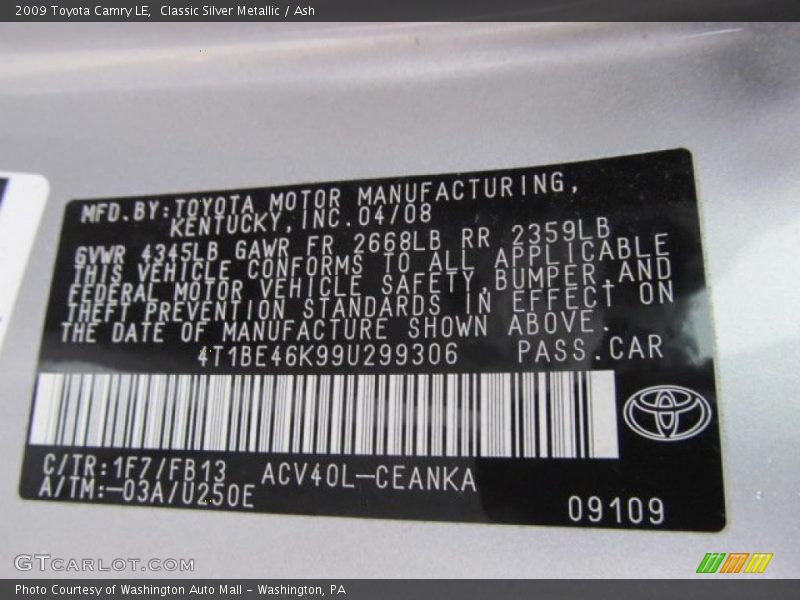 2009 Toyota Camry LE,  Classic Silver Metallic / Ash
MFD.BY:TOYOTA MOTOR MANUFACTURING,
KENTUCKY,INC.04/08
GVWR 4345LB GAWR FR 2668LB RR 2359LB
THIS VEHICLE CONFORMS TO ALL APPLICABLE
FEDERAL MOTOR VEHICLE SAFETY,BUMPER AND
THEFT PREVENTION STANDARDS IN EFFECT ON
THE DATE OF MANUFACTURE SHOWN ABOVE.
4T1BE46K99U299306 PASS.CAR
C/TR:1F7/FB13 ACV40L-CEANKA
A/TM:-03A/U250E
09109
GTCARLOT.COM
Photo Courtesy of Washington Auto Mall - Washington, PA